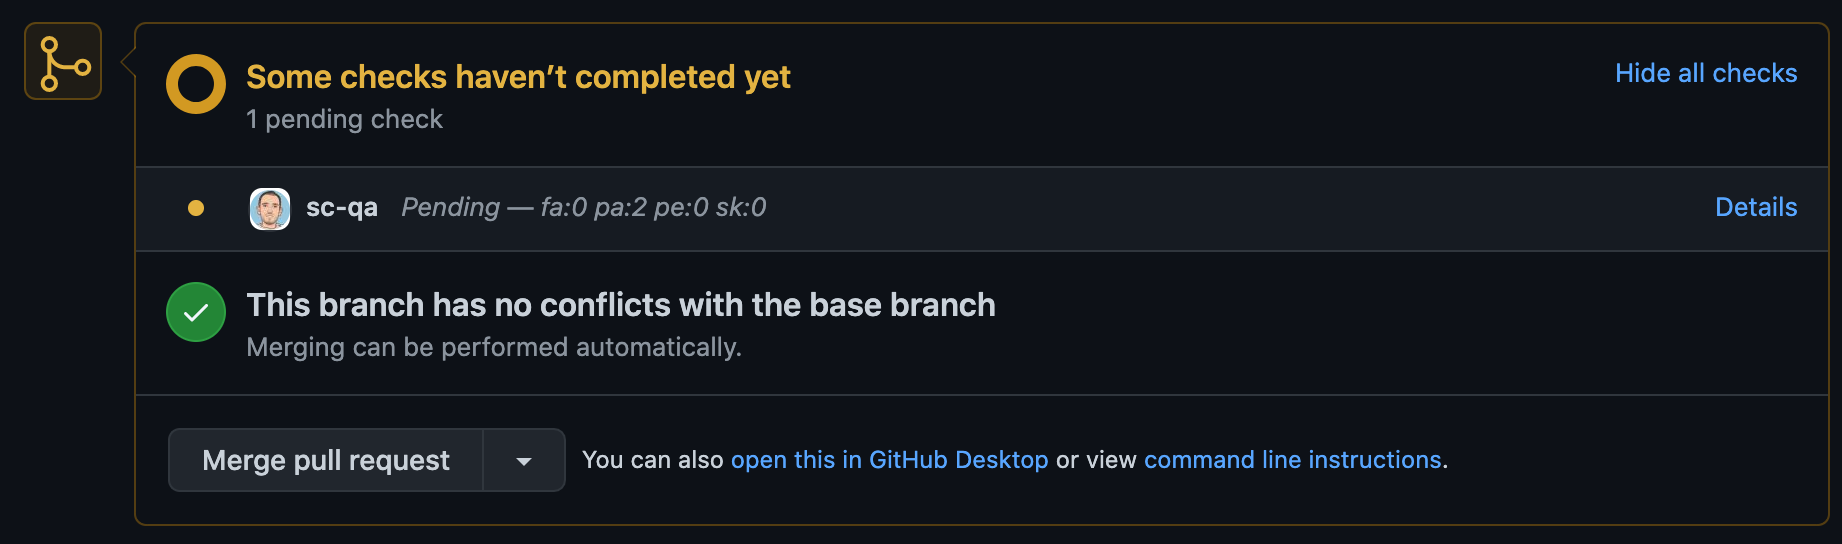 Some checks haven’t completed yet
Hide all checks
1 pending check
sc-qa Pending — fa:0 pa:2 pe:0 sk:0
Details
This branch has no conflicts with the base branch
Merging can be performed automatically.
Merge pull request
You can also open this in GitHub Desktop or view command line instructions.